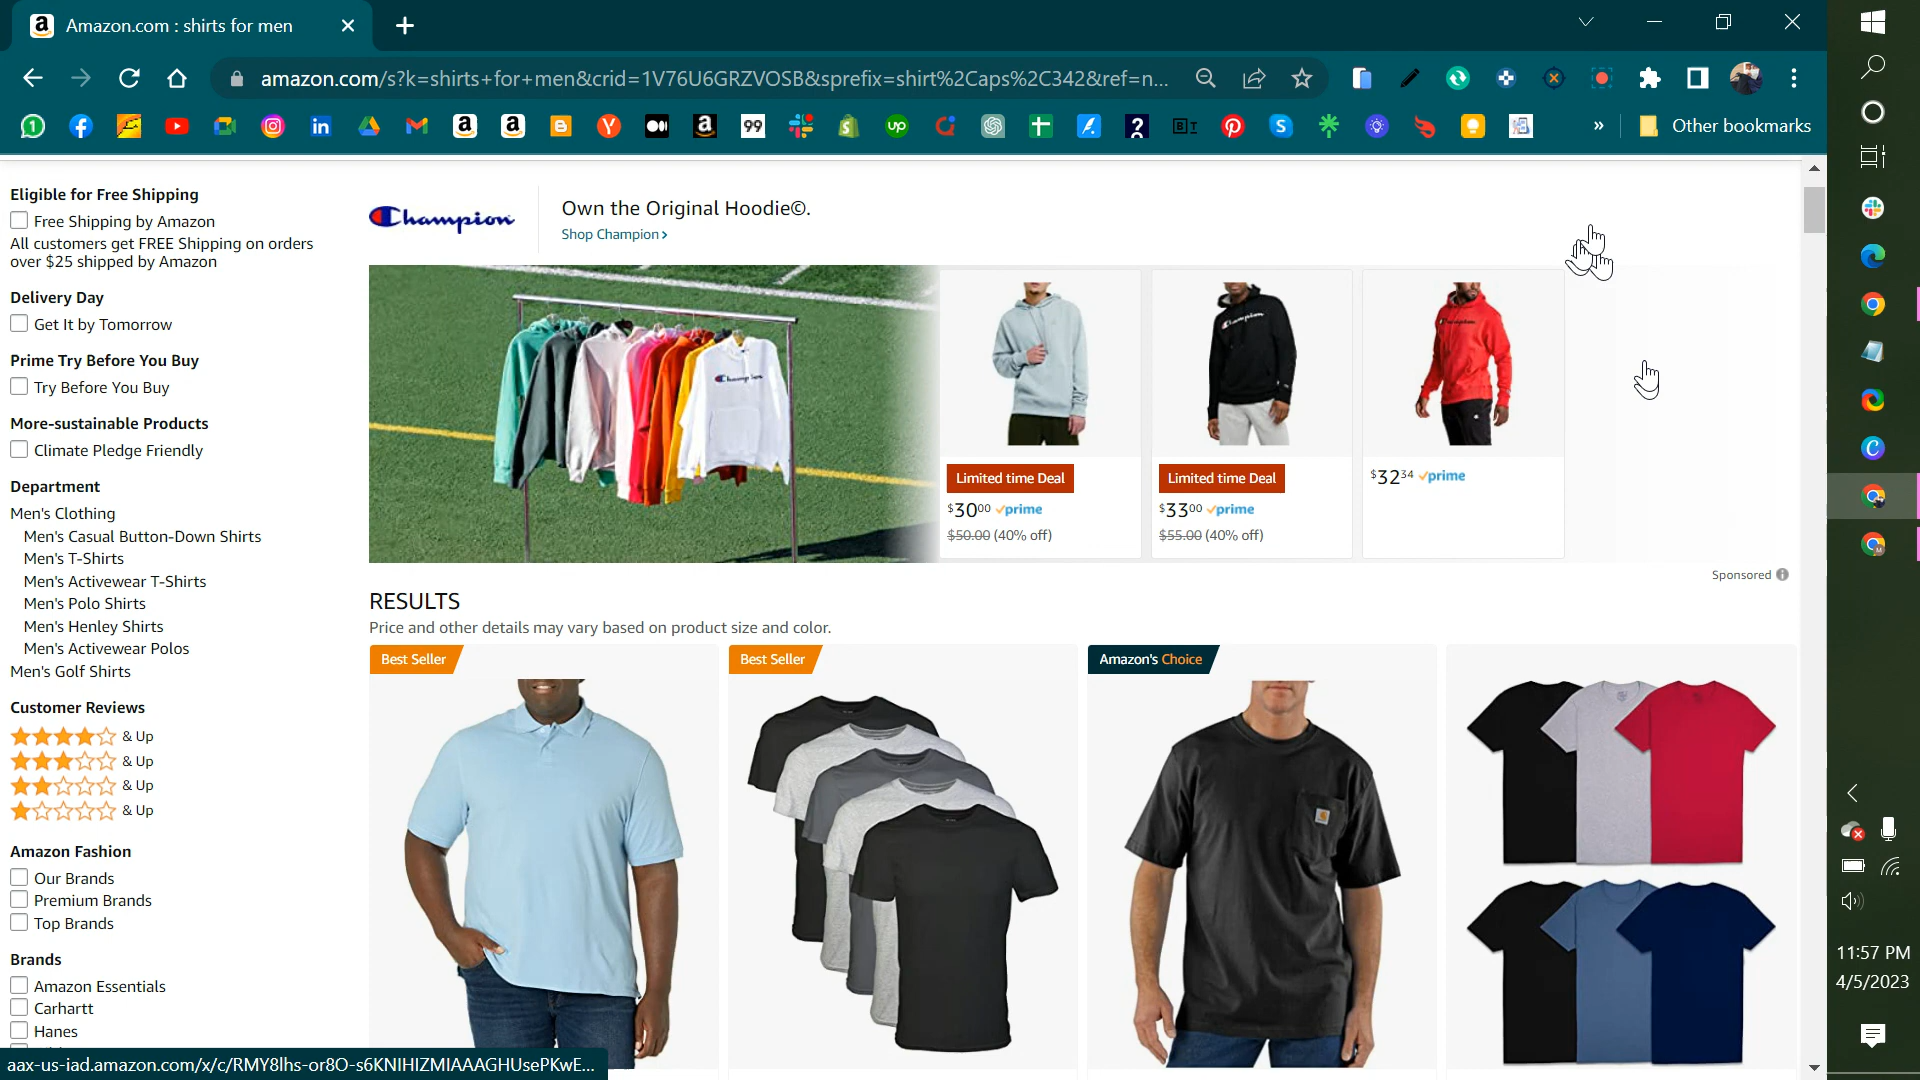 Amazon.com : shirts for men
amazon.com/s?k=shirts+for+men&crid=1V76U6GRZVOSB&sprefix=shirt%2Caps%2C342&ref=n...
Other bookmarks
Eligible for Free Shipping
Free Shipping by Amazon
All customers get FREE Shipping on orders
over $25 shipped by Amazon
Delivery Day
Get It by Tomorrow
Prime Try Before You Buy
Try Before You Buy
More-sustainable Products
Climate Pledge Friendly
Department
Men's Clothing
Men's Casual Button-Down Shirts
Men's T-Shirts
Men's Activewear T-Shirts
Men's Polo Shirts
Men's Henley Shirts
Men's Activewear Polos
Men's Golf Shirts
Customer Reviews
& Up
& Up
& Up
& Up
Amazon Fashion
Our Brands
Premium Brands
Top Brands
Brands
Amazon Essentials
Carhartt
Hanes
aax-us-iad.amazon.com/x/c/RMY8lhs-or8O-s6KNIHIZMIAAAGHUsePKwE...
Champion
Own the Original Hoodie©.
Shop Champion ›
Champion
Champion
Champion
Limited time Deal
$30.00 prime
$50.00 (40% off)
Limited time Deal
$33.00 prime
$55.00 (40% off)
$32.34 prime
Sponsored
RESULTS
Price and other details may vary based on product size and color.
Best Seller
Best Seller
Amazon's Choice
11:57 PM
4/5/2023